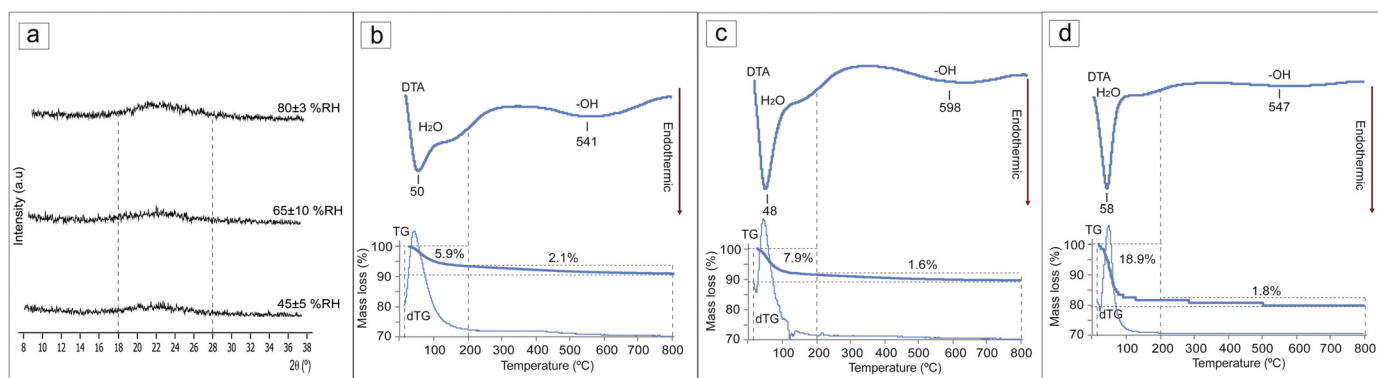 a
Intensity (a.u)
80±3 %RH
65±10 %RH
45±5 %RH
8 10 12 14 16 18 20 22 24 26 28 30 32 34 36 38
2θ (º)
b
DTA
H₂O
-OH
50
541
Endothermic
TG
Mass loss (%)
100
90
80
70
5.9%
2.1%
dTG
100 200 300 400 500 600 700 800
Temperature (ºC)
c
DTA
H₂O
-OH
48
598
Endothermic
TG
Mass loss (%)
100
90
80
70
7.9%
1.6%
dTG
100 200 300 400 500 600 700 800
Temperature (ºC)
d
DTA
H₂O
-OH
58
547
Endothermic
TG
Mass loss (%)
100
90
80
70
18.9%
1.8%
dTG
100 200 300 400 500 600 700 800
Temperature (ºC)